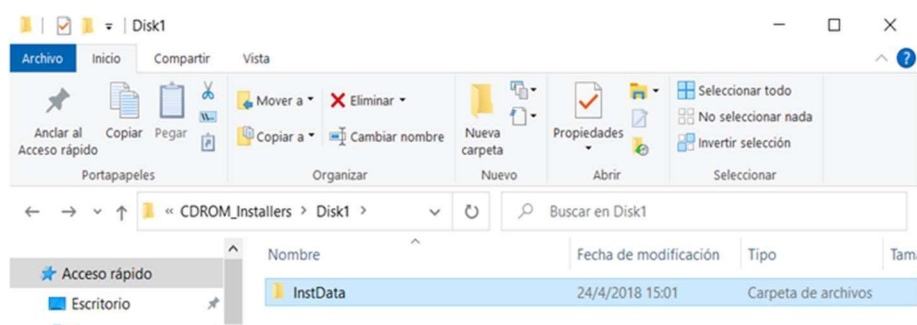 Disk1
Archivo Inicio Compartir Vista
Anclar al Acceso rápido
Copiar
Pegar
Portapapeles
Mover a
Copiar a
Eliminar
Cambiar nombre
Organizar
Nueva carpeta
Nuevo
Propiedades
Abrir
Seleccionar todo
No seleccionar nada
Invertir selección
Seleccionar
« CDROM_Installers > Disk1 >
Buscar en Disk1
Nombre Fecha de modificación Tipo Tam
Acceso rápido
Escritorio
InstData 24/4/2018 15:01 Carpeta de archivos